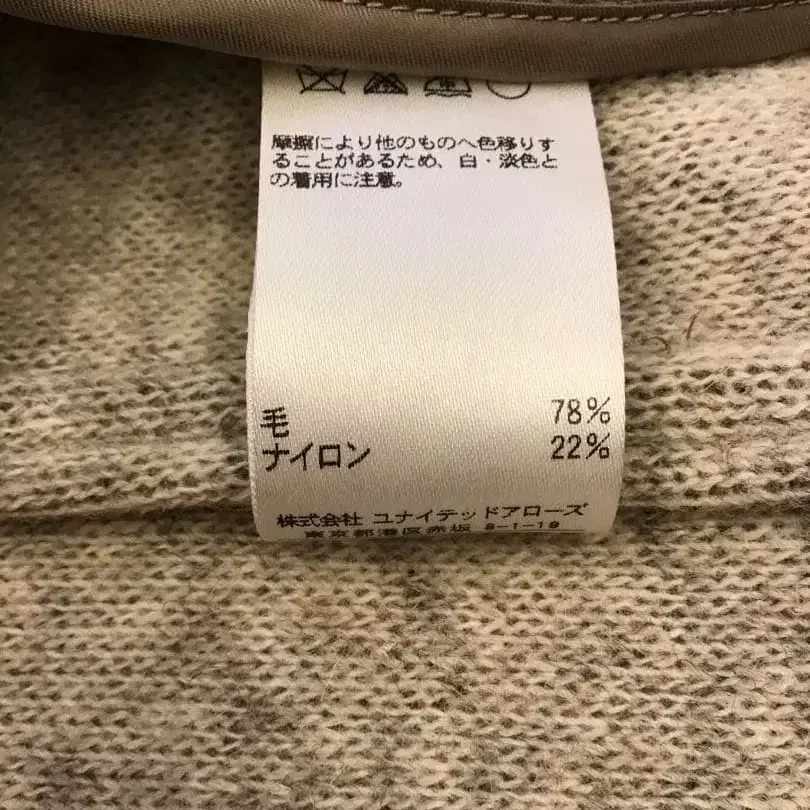 摩擦により他のものへ色移りす
ることがあるため、白・淡色と
の着用に注意。
毛 78%
ナイロン 22%
株式会社 ユナイテッドアローズ
東京都港区赤坂 8-1-19